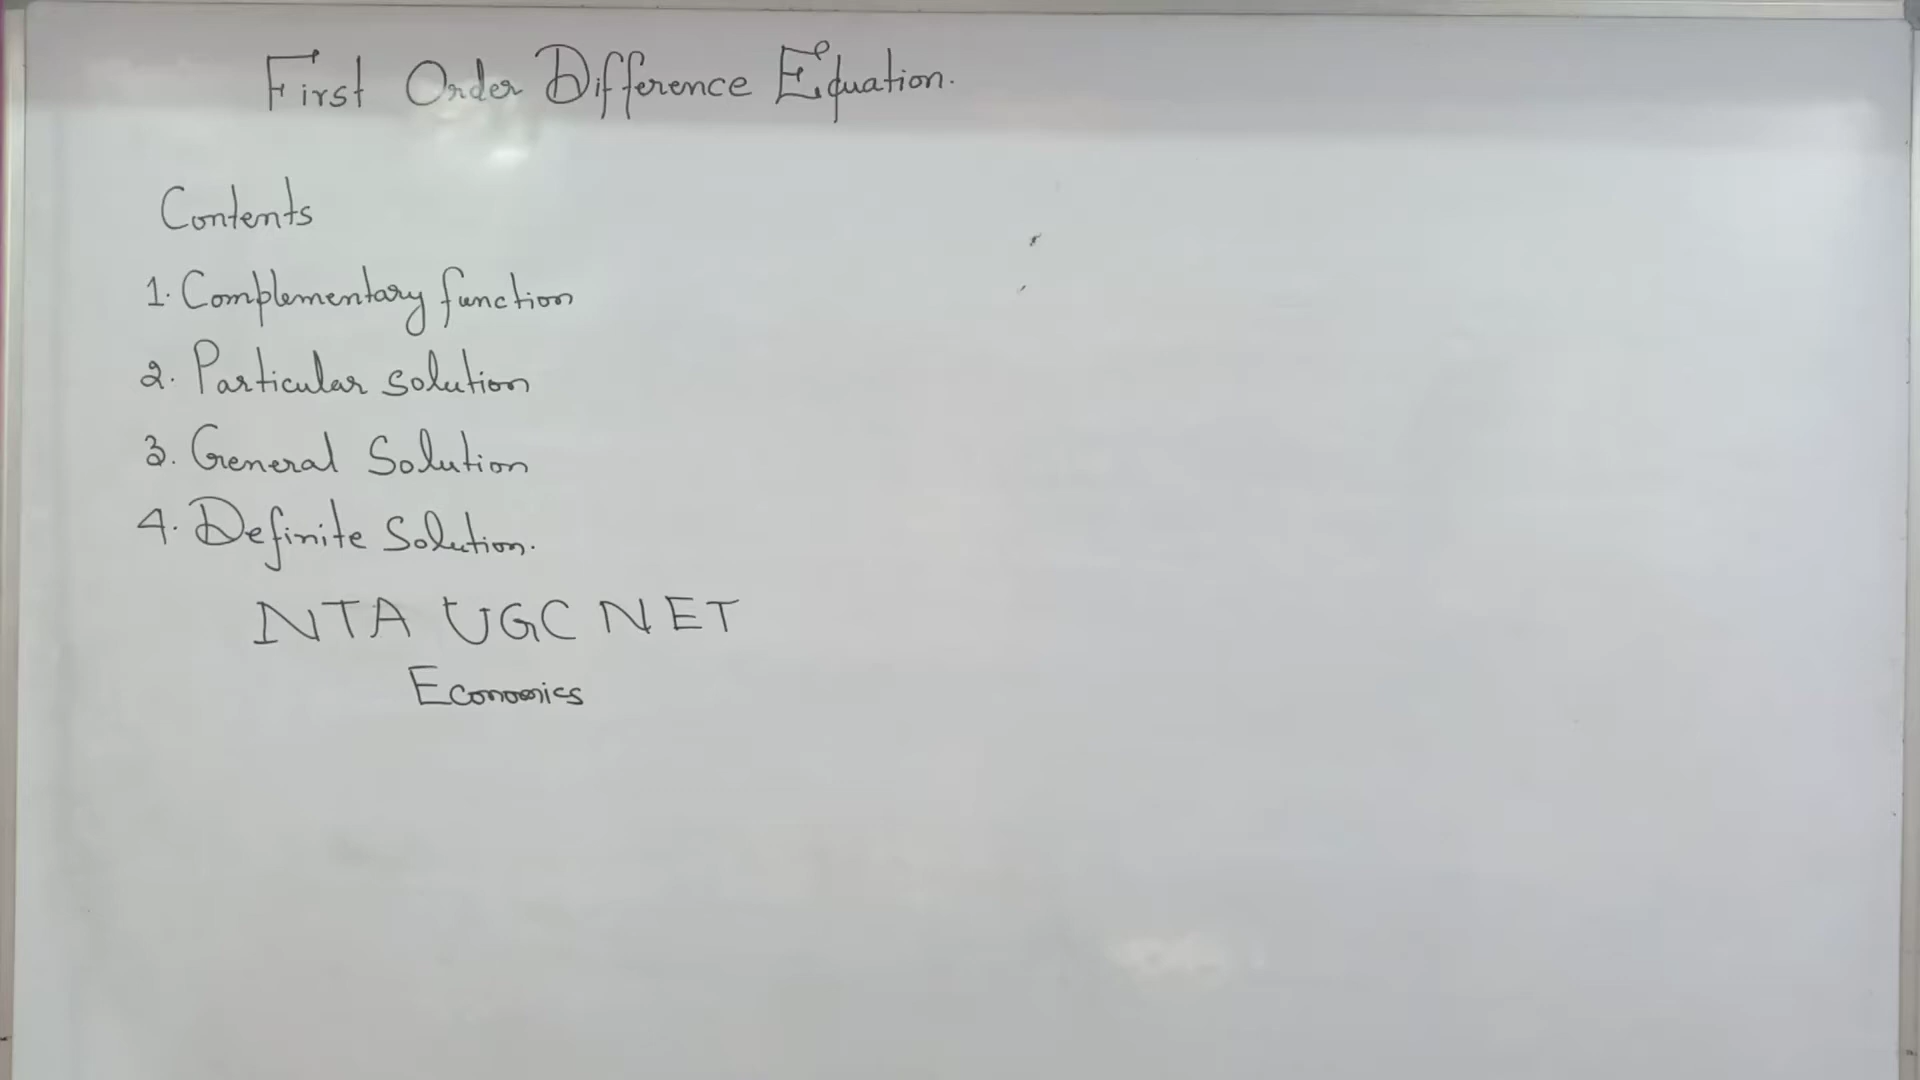 First Order Difference Equation.
Contents
1. Complementary function
2. Particular solution
3. General Solution
4. Definite Solution.
NTA UGC NET
Economics